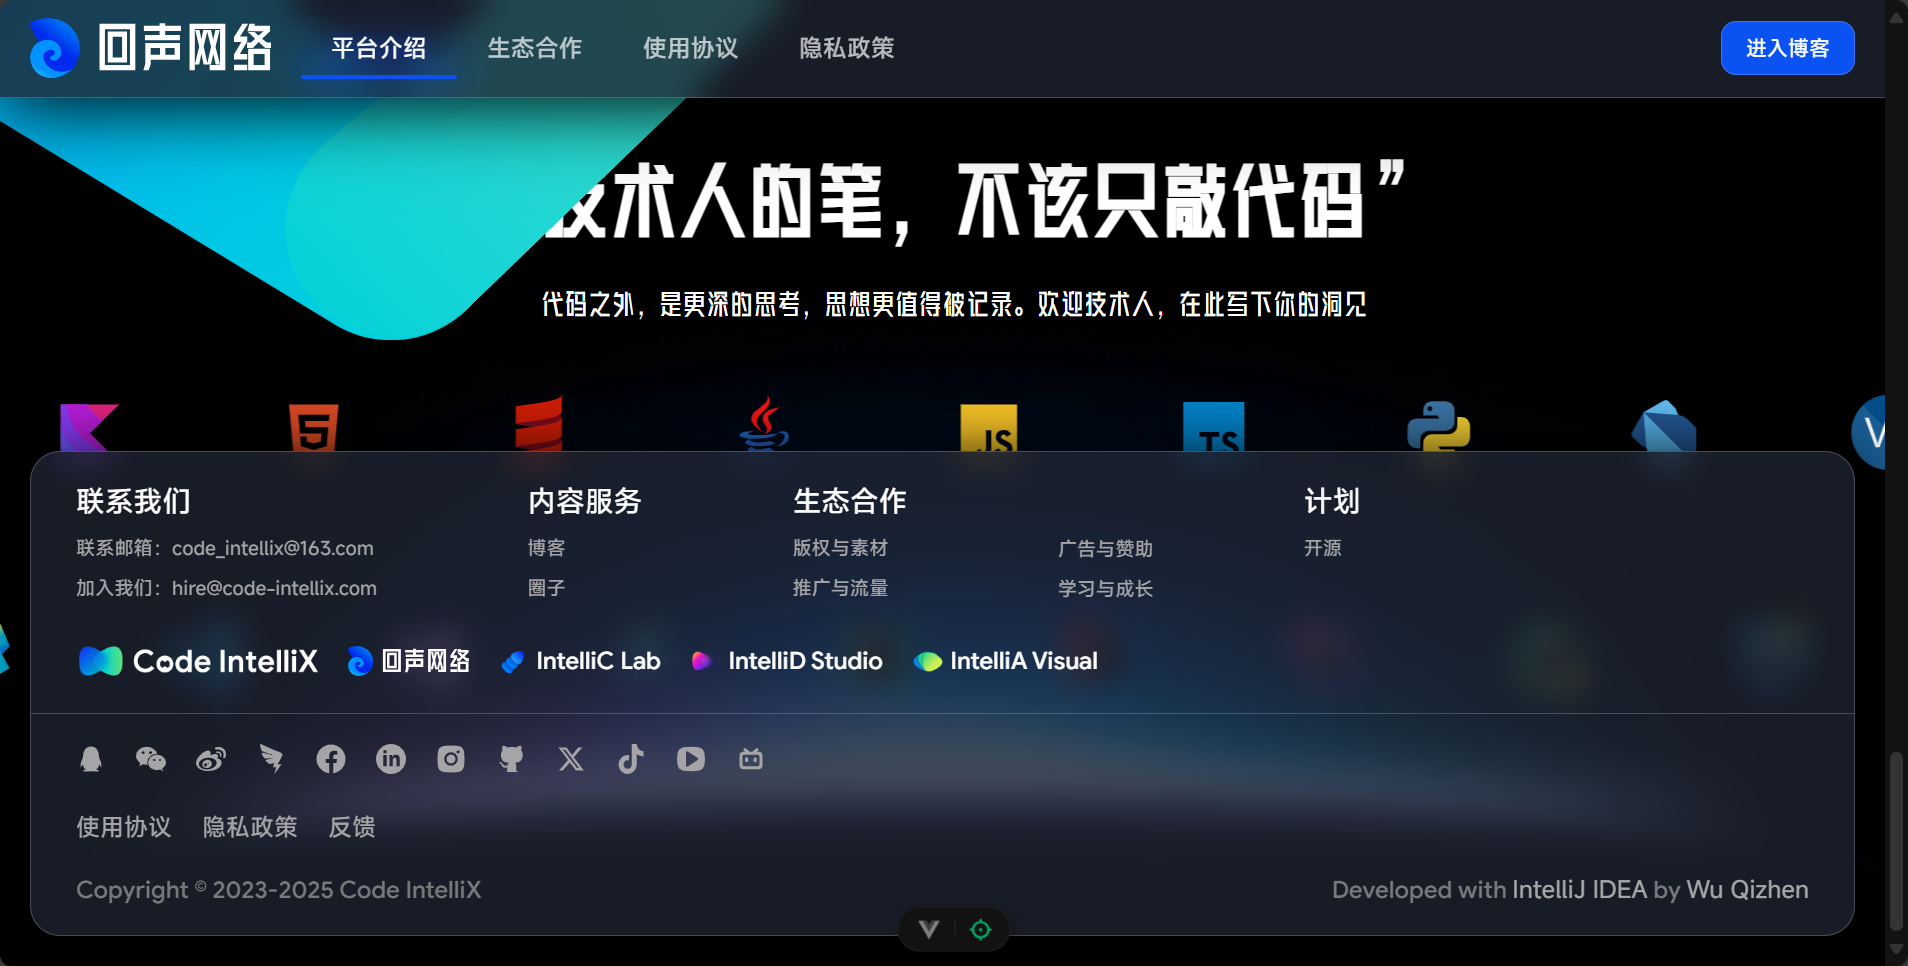 回声网络 平台介绍 生态合作 使用协议 隐私政策 进入博客
技术人的笔，不该只敲代码”
代码之外，是更深的思考，思想更值得被记录。欢迎技术人，在此写下你的洞见
5 JS TS V
联系我们 内容服务 生态合作 计划
联系邮箱：code_intellix@163.com 博客 版权与素材 广告与赞助 开源
加入我们：hire@code-intellix.com 圈子 推广与流量 学习与成长
Code IntelliX 回声网络 IntelliC Lab IntelliD Studio IntelliA Visual
使用协议 隐私政策 反馈
Copyright © 2023-2025 Code IntelliX Developed with IntelliJ IDEA by Wu Qizhen